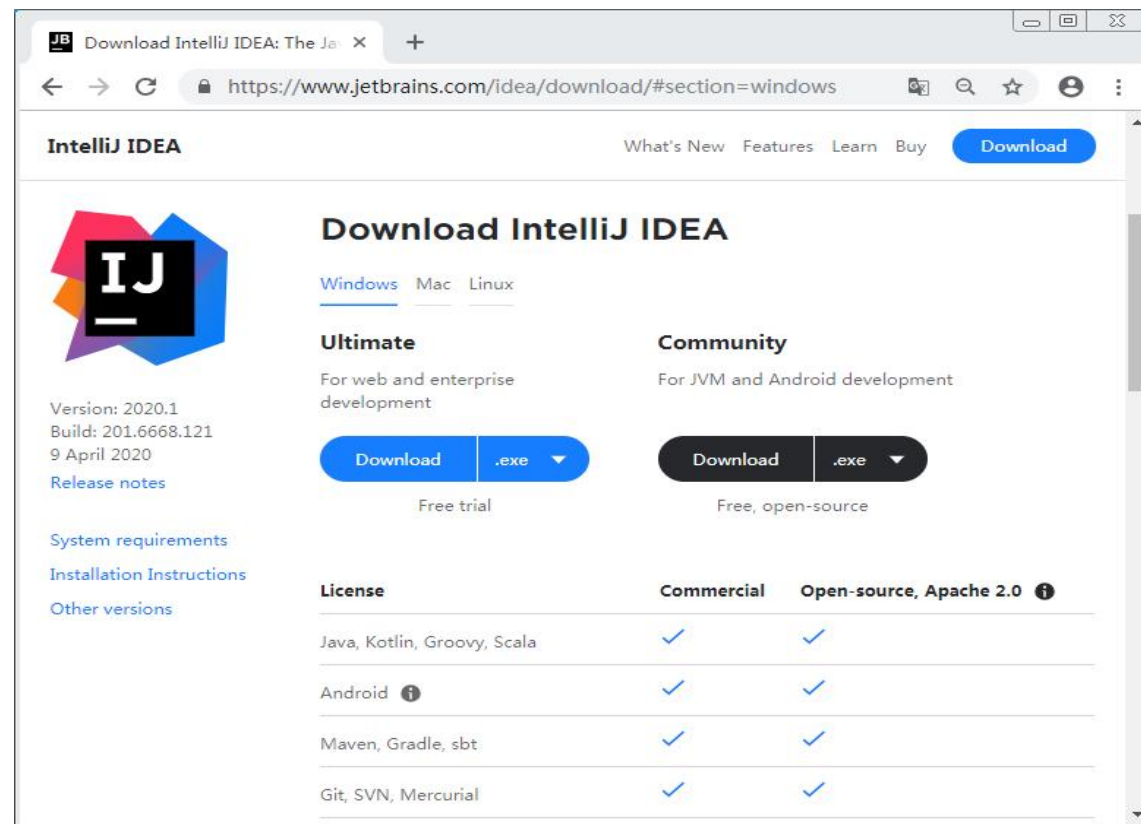 JB Download IntelliJ IDEA: The Ja
https://www.jetbrains.com/idea/download/#section=windows
IntelliJ IDEA
What's New Features Learn Buy Download
IJ
Version: 2020.1
Build: 201.6668.121
9 April 2020
Release notes
System requirements
Installation Instructions
Other versions
Download IntelliJ IDEA
Windows Mac Linux
Ultimate
For web and enterprise
development
Download .exe
Free trial
Community
For JVM and Android development
Download .exe
Free, open-source
License Commercial Open-source, Apache 2.0
Java, Kotlin, Groovy, Scala
Android
Maven, Gradle, sbt
Git, SVN, Mercurial